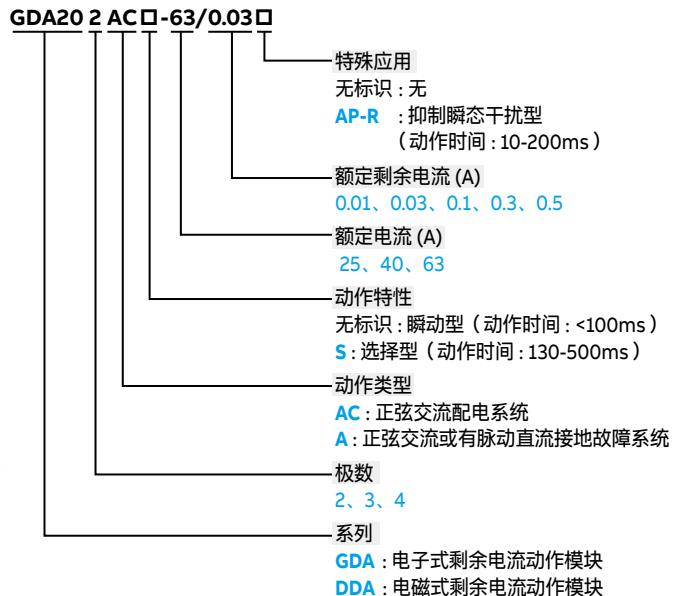 GDA20 2 AC□-63/0.03□
特殊应用
无标识：无
AP-R ：抑制瞬态干扰型
（动作时间：10-200ms）
额定剩余电流 (A)
0.01、0.03、0.1、0.3、0.5
额定电流 (A)
25、40、63
动作特性
无标识：瞬动型（动作时间：<100ms）
S：选择型（动作时间：130-500ms）
动作类型
AC：正弦交流配电系统
A：正弦交流或有脉动直流接地故障系统
极数
2、3、4
系列
GDA：电子式剩余电流动作模块
DDA：电磁式剩余电流动作模块